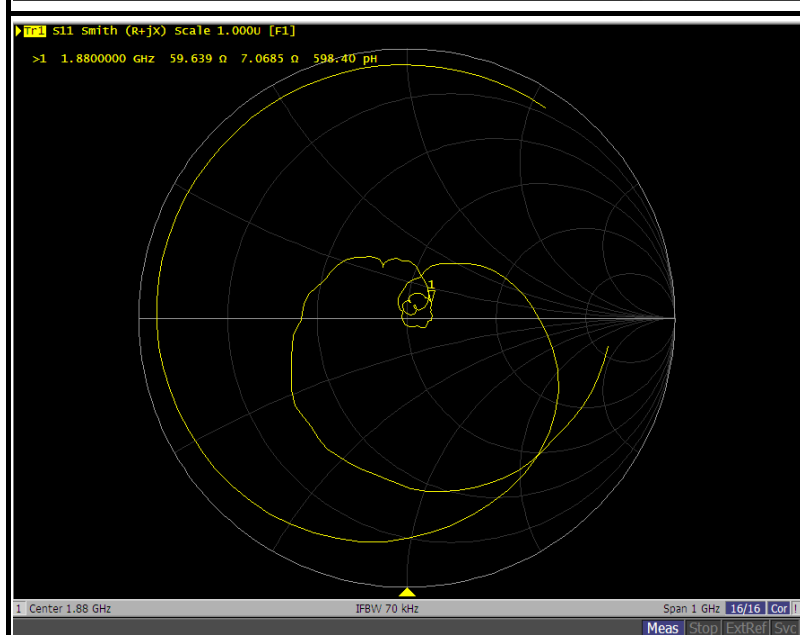 Tr1 S11 Smith (R+jX) Scale 1.000U [F1]
>1 1.8800000 GHz 59.639 Ω 7.0685 Ω 598.40 pH
1
1 Center 1.88 GHz IFBW 70 kHz Span 1 GHz 16/16 Cor !
Meas Stop ExtRef Svc